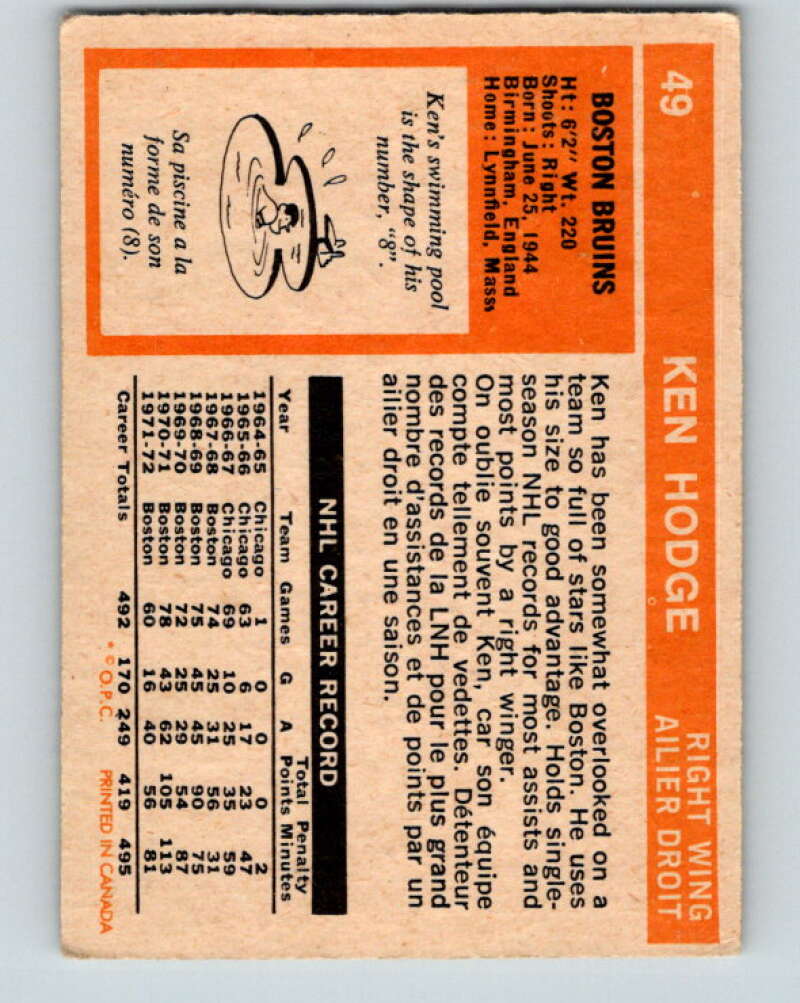 49 KEN HODGE RIGHT WING
AILIER DROIT
BOSTON BRUINS
Ht: 6'2" Wt. 220
Shoots: Right
Born: June 25, 1944
Birmingham, England
Home: Lynnfield, Mass
Ken's swimming pool
is the shape of his
number, "8".
Sa piscine a la
forme de son
numéro (8).
Ken has been somewhat overlooked on a
team so full of stars like Boston. He uses
his size to good advantage. Holds single-
season NHL records for most assists and
most points by a right winger.
On oublie souvent Ken, car son équipe
compte tellement de vedettes. Détenteur
des records de la LNH pour le plus grand
nombre d'assistances et de points par un
ailier droit en une saison.
NHL CAREER RECORD
Total Penalty
Year Team Games G A Points Minutes
1964-65 Chicago 1 0 0 0 2
1965-66 Chicago 63 6 17 23 47
1966-67 Chicago 69 10 25 35 59
1967-68 Boston 74 25 31 56 31
1968-69 Boston 75 45 45 90 75
1969-70 Boston 72 25 29 54 87
1970-71 Boston 78 43 62 105 113
1971-72 Boston 60 16 40 56 81
Career Totals 492 170 249 419 495
* © O.P.C. PRINTED IN CANADA